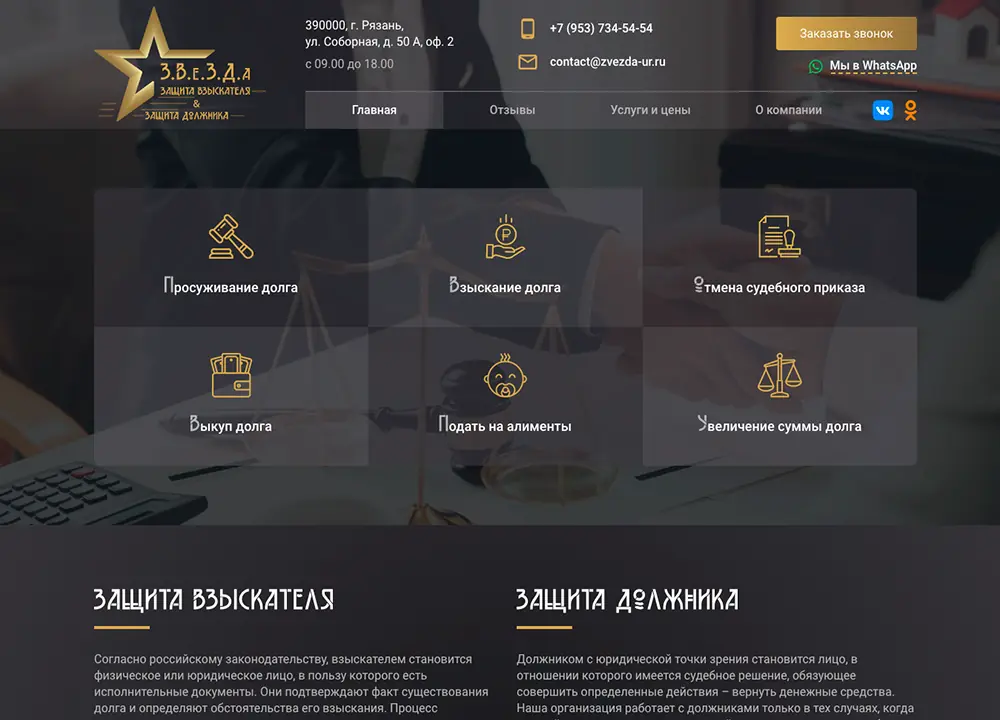 З.В.Е.З.Д.А
ЗАЩИТА ВЗЫСКАТЕЛЯ
&
ЗАЩИТА ДОЛЖНИКА
390000, г. Рязань,
ул. Соборная, д. 50 А, оф. 2
с 09.00 до 18.00
+7 (953) 734-54-54
contact@zvezda-ur.ru
Заказать звонок
Мы в WhatsApp
Главная
Отзывы
Услуги и цены
О компании
Просуживание долга
Взыскание долга
Отмена судебного приказа
Выкуп долга
Подать на алименты
Увеличение суммы долга
ЗАЩИТА ВЗЫСКАТЕЛЯ
ЗАЩИТА ДОЛЖНИКА
Согласно российскому законодательству, взыскателем становится
физическое или юридическое лицо, в пользу которого есть
исполнительные документы. Они подтверждают факт существования
долга и определяют обстоятельства его взыскания. Процесс
Должником с юридической точки зрения становится лицо, в
отношении которого имеется судебное решение, обязующее
совершить определенные действия – вернуть денежные средства.
Наша организация работает с должниками только в тех случаях, когда